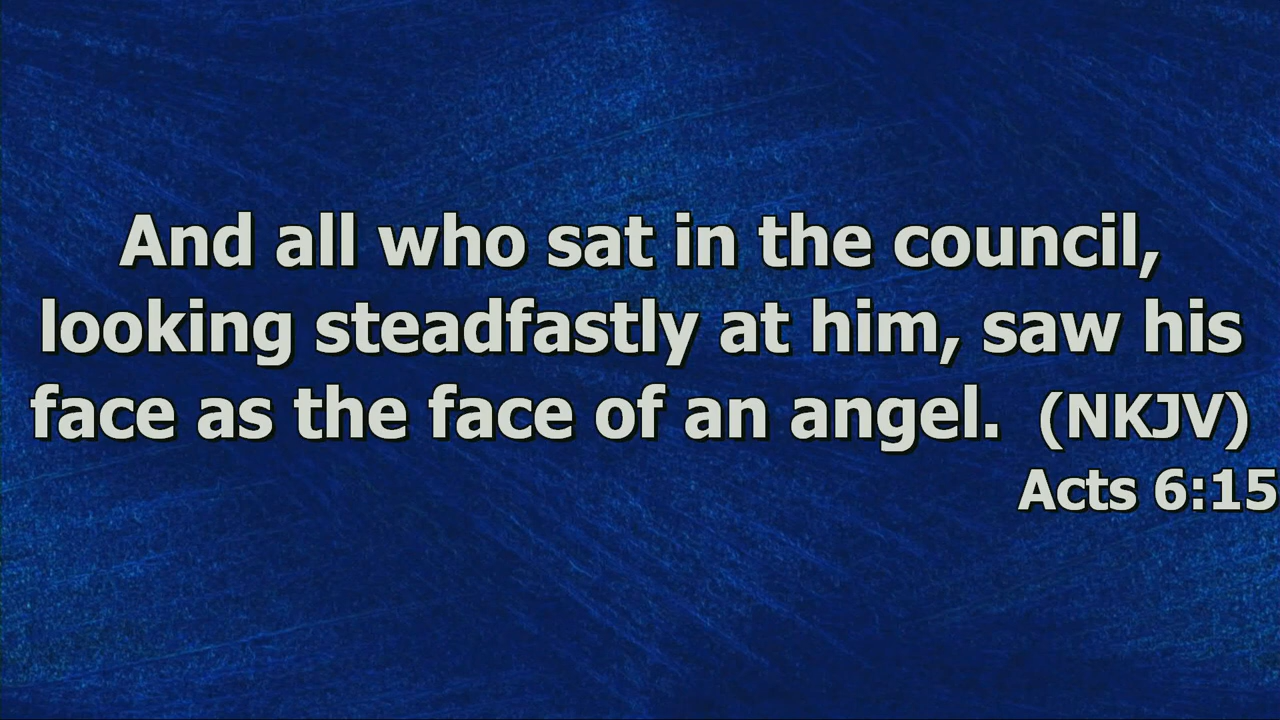 And all who sat in the council,
looking steadfastly at him, saw his
face as the face of an angel. (NKJV)
Acts 6:15